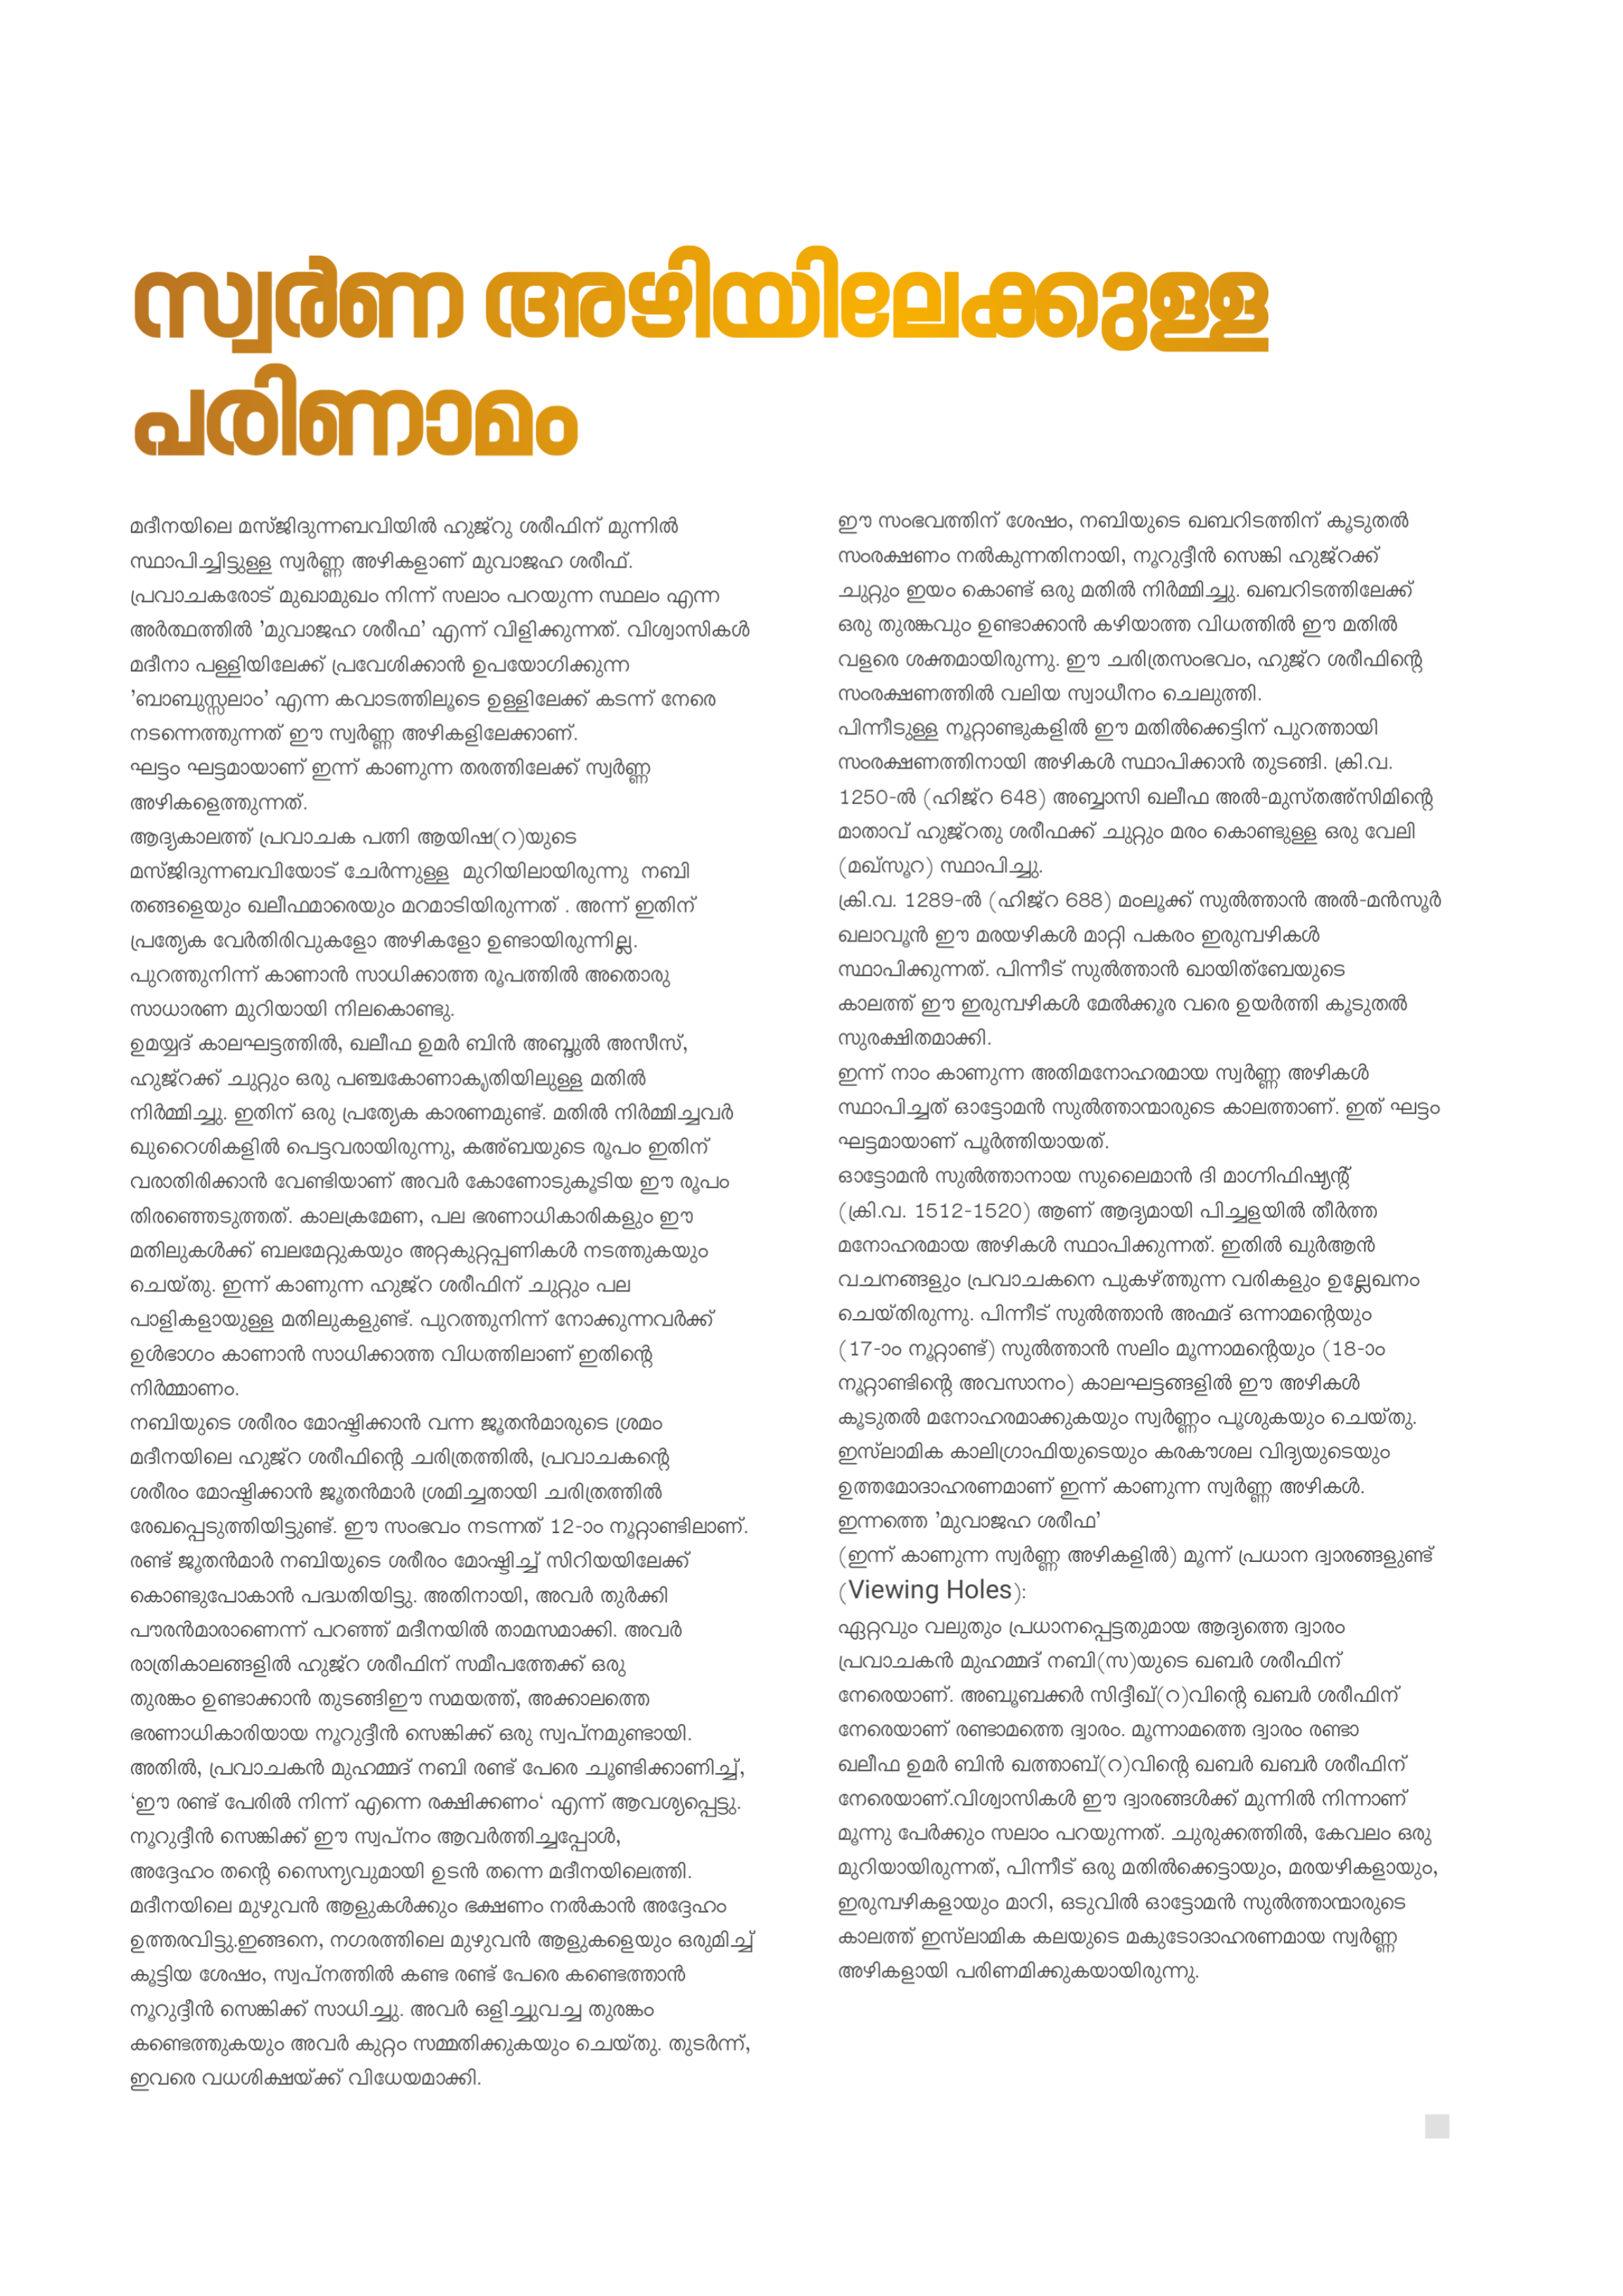 സ്വർണ അഴിയിലേക്കുള്ള
പരിണാമം
മദീനയിലെ മസ്ജിദുന്നബവിയിൽ ഹുജ്റു ശരീഫിന് മുന്നിൽ
സ്ഥാപിച്ചിട്ടുള്ള സ്വർണ്ണ അഴികളാണ് മുവാജഹ ശരീഫ്.
പ്രവാചകരോട് മുഖാമുഖം നിന്ന് സലാം പറയുന്ന സ്ഥലം എന്ന
അർത്ഥത്തിൽ 'മുവാജഹ ശരീഫ' എന്ന് വിളിക്കുന്നത്. വിശ്വാസികൾ
മദീനാ പള്ളിയിലേക്ക് പ്രവേശിക്കാൻ ഉപയോഗിക്കുന്ന
'ബാബുസ്സലാം' എന്ന കവാടത്തിലൂടെ ഉള്ളിലേക്ക് കടന്ന് നേരെ
നടന്നെത്തുന്നത് ഈ സ്വർണ്ണ അഴികളിലേക്കാണ്.
ഘട്ടം ഘട്ടമായാണ് ഇന്ന് കാണുന്ന തരത്തിലേക്ക് സ്വർണ്ണ
അഴികളെത്തുന്നത്.
ആദ്യകാലത്ത് പ്രവാചക പത്നി ആയിഷ(റ)യുടെ
മസ്ജിദുന്നബവിയോട് ചേർന്നുള്ള  മുറിയിലായിരുന്നു  നബി
തങ്ങളെയും ഖലീഫമാരെയും മറമാടിയിരുന്നത് . അന്ന് ഇതിന്
പ്രത്യേക വേർതിരിവുകളോ അഴികളോ ഉണ്ടായിരുന്നില്ല.
പുറത്തുനിന്ന് കാണാൻ സാധിക്കാത്ത രൂപത്തിൽ അതൊരു
സാധാരണ മുറിയായി നിലകൊണ്ടു.
ഉമയ്യദ് കാലഘട്ടത്തിൽ, ഖലീഫ ഉമർ ബിൻ അബ്ദുൽ അസീസ്,
ഹുജ്റക്ക് ചുറ്റും ഒരു പഞ്ചകോണാകൃതിയിലുള്ള മതിൽ
നിർമ്മിച്ചു. ഇതിന് ഒരു പ്രത്യേക കാരണമുണ്ട്. മതിൽ നിർമ്മിച്ചവർ
ഖുറൈശികളിൽ പെട്ടവരായിരുന്നു, കഅ്ബയുടെ രൂപം ഇതിന്
വരാതിരിക്കാൻ വേണ്ടിയാണ് അവർ കോണോടുകൂടിയ ഈ രൂപം
തിരഞ്ഞെടുത്തത്. കാലക്രമേണ, പല ഭരണാധികാരികളും ഈ
മതിലുകൾക്ക് ബലമേറ്റുകയും അറ്റകുറ്റപ്പണികൾ നടത്തുകയും
ചെയ്തു. ഇന്ന് കാണുന്ന ഹുജ്റ ശരീഫിന് ചുറ്റും പല
പാളികളായുള്ള മതിലുകളുണ്ട്. പുറത്തുനിന്ന് നോക്കുന്നവർക്ക്
ഉൾഭാഗം കാണാൻ സാധിക്കാത്ത വിധത്തിലാണ് ഇതിന്റെ
നിർമ്മാണം.
നബിയുടെ ശരീരം മോഷ്ടിക്കാൻ വന്ന ജൂതൻമാരുടെ ശ്രമം
മദീനയിലെ ഹുജ്റ ശരീഫിന്റെ ചരിത്രത്തിൽ, പ്രവാചകന്റെ
ശരീരം മോഷ്ടിക്കാൻ ജൂതൻമാർ ശ്രമിച്ചതായി ചരിത്രത്തിൽ
രേഖപ്പെടുത്തിയിട്ടുണ്ട്. ഈ സംഭവം നടന്നത് 12-ാം നൂറ്റാണ്ടിലാണ്.
രണ്ട് ജൂതൻമാർ നബിയുടെ ശരീരം മോഷ്ടിച്ച് സിറിയയിലേക്ക്
കൊണ്ടുപോകാൻ പദ്ധതിയിട്ടു. അതിനായി, അവർ തുർക്കി
പൗരൻമാരാണെന്ന് പറഞ്ഞ് മദീനയിൽ താമസമാക്കി. അവർ
രാത്രികാലങ്ങളിൽ ഹുജ്റ ശരീഫിന് സമീപത്തേക്ക് ഒരു
തുരങ്കം ഉണ്ടാക്കാൻ തുടങ്ങിഈ സമയത്ത്, അക്കാലത്തെ
ഭരണാധികാരിയായ നൂറുദ്ദീൻ സെങ്കിക്ക് ഒരു സ്വപ്നമുണ്ടായി.
അതിൽ, പ്രവാചകൻ മുഹമ്മദ് നബി രണ്ട് പേരെ ചൂണ്ടിക്കാണിച്ച്,
‘ഈ രണ്ട് പേരിൽ നിന്ന് എന്നെ രക്ഷിക്കണം‘ എന്ന് ആവശ്യപ്പെട്ടു.
നൂറുദ്ദീൻ സെങ്കിക്ക് ഈ സ്വപ്നം ആവർത്തിച്ചപ്പോൾ,
അദ്ദേഹം തന്റെ സൈന്യവുമായി ഉടൻ തന്നെ മദീനയിലെത്തി.
മദീനയിലെ മുഴുവൻ ആളുകൾക്കും ഭക്ഷണം നൽകാൻ അദ്ദേഹം
ഉത്തരവിട്ടു.ഇങ്ങനെ, നഗരത്തിലെ മുഴുവൻ ആളുകളെയും ഒരുമിച്ച്
കൂട്ടിയ ശേഷം, സ്വപ്നത്തിൽ കണ്ട രണ്ട് പേരെ കണ്ടെത്താൻ
നൂറുദ്ദീൻ സെങ്കിക്ക് സാധിച്ചു. അവർ ഒളിച്ചുവച്ച തുരങ്കം
കണ്ടെത്തുകയും അവർ കുറ്റം സമ്മതിക്കുകയും ചെയ്തു. തുടർന്ന്,
ഇവരെ വധശിക്ഷയ്ക്ക് വിധേയമാക്കി.
ഈ സംഭവത്തിന് ശേഷം, നബിയുടെ ഖബറിടത്തിന് കൂടുതൽ
സംരക്ഷണം നൽകുന്നതിനായി, നൂറുദ്ദീൻ സെങ്കി ഹുജ്റക്ക്
ചുറ്റും ഇയം കൊണ്ട് ഒരു മതിൽ നിർമ്മിച്ചു. ഖബറിടത്തിലേക്ക്
ഒരു തുരങ്കവും ഉണ്ടാക്കാൻ കഴിയാത്ത വിധത്തിൽ ഈ മതിൽ
വളരെ ശക്തമായിരുന്നു. ഈ ചരിത്രസംഭവം, ഹുജ്റ ശരീഫിന്റെ
സംരക്ഷണത്തിൽ വലിയ സ്വാധീനം ചെലുത്തി.
പിന്നീടുള്ള നൂറ്റാണ്ടുകളിൽ ഈ മതിൽക്കെട്ടിന് പുറത്തായി
സംരക്ഷണത്തിനായി അഴികൾ സ്ഥാപിക്കാൻ തുടങ്ങി. ക്രി.വ.
1250-ൽ (ഹിജ്റ 648) അബ്ബാസി ഖലീഫ അൽ-മുസ്തഅ്സിമിന്റെ
മാതാവ് ഹുജ്റതു ശരീഫക്ക് ചുറ്റും മരം കൊണ്ടുള്ള ഒരു വേലി
(മഖ്സൂറ) സ്ഥാപിച്ചു.
ക്രി.വ. 1289-ൽ (ഹിജ്റ 688) മംലൂക്ക് സുൽത്താൻ അൽ-മൻസൂർ
ഖലാവൂൻ ഈ മരയഴികൾ മാറ്റി പകരം ഇരുമ്പഴികൾ
സ്ഥാപിക്കുന്നത്. പിന്നീട് സുൽത്താൻ ഖായിത്ബേയുടെ
കാലത്ത് ഈ ഇരുമ്പഴികൾ മേൽക്കൂര വരെ ഉയർത്തി കൂടുതൽ
സുരക്ഷിതമാക്കി.
ഇന്ന് നാം കാണുന്ന അതിമനോഹരമായ സ്വർണ്ണ അഴികൾ
സ്ഥാപിച്ചത് ഓട്ടോമൻ സുൽത്താന്മാരുടെ കാലത്താണ്. ഇത് ഘട്ടം
ഘട്ടമായാണ് പൂർത്തിയായത്.
ഓട്ടോമൻ സുൽത്താനായ സുലൈമാൻ ദി മാഗ്നിഫിഷ്യന്റ്
(ക്രി.വ. 1512-1520) ആണ് ആദ്യമായി പിച്ചളയിൽ തീർത്ത
മനോഹരമായ അഴികൾ സ്ഥാപിക്കുന്നത്. ഇതിൽ ഖുർആൻ
വചനങ്ങളും പ്രവാചകനെ പുകഴ്ത്തുന്ന വരികളും ഉല്ലേഖനം
ചെയ്തിരുന്നു. പിന്നീട് സുൽത്താൻ അഹ്മദ് ഒന്നാമന്റെയും
(17-ാം നൂറ്റാണ്ട്) സുൽത്താൻ സലിം മൂന്നാമന്റെയും (18-ാം
നൂറ്റാണ്ടിന്റെ അവസാനം) കാലഘട്ടങ്ങളിൽ ഈ അഴികൾ
കൂടുതൽ മനോഹരമാക്കുകയും സ്വർണ്ണം പൂശുകയും ചെയ്തു.
ഇസ്ലാമിക കാലിഗ്രാഫിയുടെയും കരകൗശല വിദ്യയുടെയും
ഉത്തമോദാഹരണമാണ് ഇന്ന് കാണുന്ന സ്വർണ്ണ അഴികൾ.
ഇന്നത്തെ 'മുവാജഹ ശരീഫ'
(ഇന്ന് കാണുന്ന സ്വർണ്ണ അഴികളിൽ) മൂന്ന് പ്രധാന ദ്വാരങ്ങളുണ്ട്
(Viewing Holes):
ഏറ്റവും വലുതും പ്രധാനപ്പെട്ടതുമായ ആദ്യത്തെ ദ്വാരം
പ്രവാചകൻ മുഹമ്മദ് നബി(സ)യുടെ ഖബർ ശരീഫിന്
നേരെയാണ്. അബൂബക്കർ സിദ്ദീഖ്(റ)വിന്റെ ഖബർ ശരീഫിന്
നേരെയാണ് രണ്ടാമത്തെ ദ്വാരം. മൂന്നാമത്തെ ദ്വാരം രണ്ടാ
ഖലീഫ ഉമർ ബിൻ ഖത്താബ്(റ)വിന്റെ ഖബർ ഖബർ ശരീഫിന്
നേരെയാണ്.വിശ്വാസികൾ ഈ ദ്വാരങ്ങൾക്ക് മുന്നിൽ നിന്നാണ്
മൂന്നു പേർക്കും സലാം പറയുന്നത്. ചുരുക്കത്തിൽ, കേവലം ഒരു
മുറിയായിരുന്നത്, പിന്നീട് ഒരു മതിൽക്കെട്ടായും, മരയഴികളായും,
ഇരുമ്പഴികളായും മാറി, ഒടുവിൽ ഓട്ടോമൻ സുൽത്താന്മാരുടെ
കാലത്ത് ഇസ്ലാമിക കലയുടെ മകുടോദാഹരണമായ സ്വർണ്ണ
അഴികളായി പരിണമിക്കുകയായിരുന്നു.